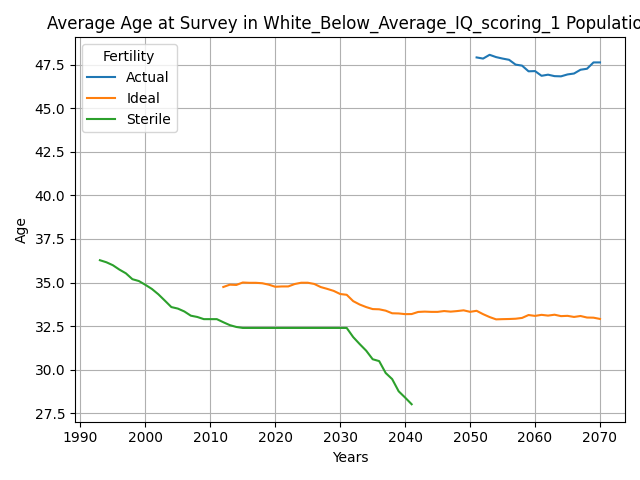 Average Age at Survey in White_Below_Average_IQ_scoring_1 Populatio
Fertility
Actual
Ideal
Sterile
Age
47.5
45.0
42.5
40.0
37.5
35.0
32.5
30.0
27.5
1990 2000 2010 2020 2030 2040 2050 2060 2070
Years